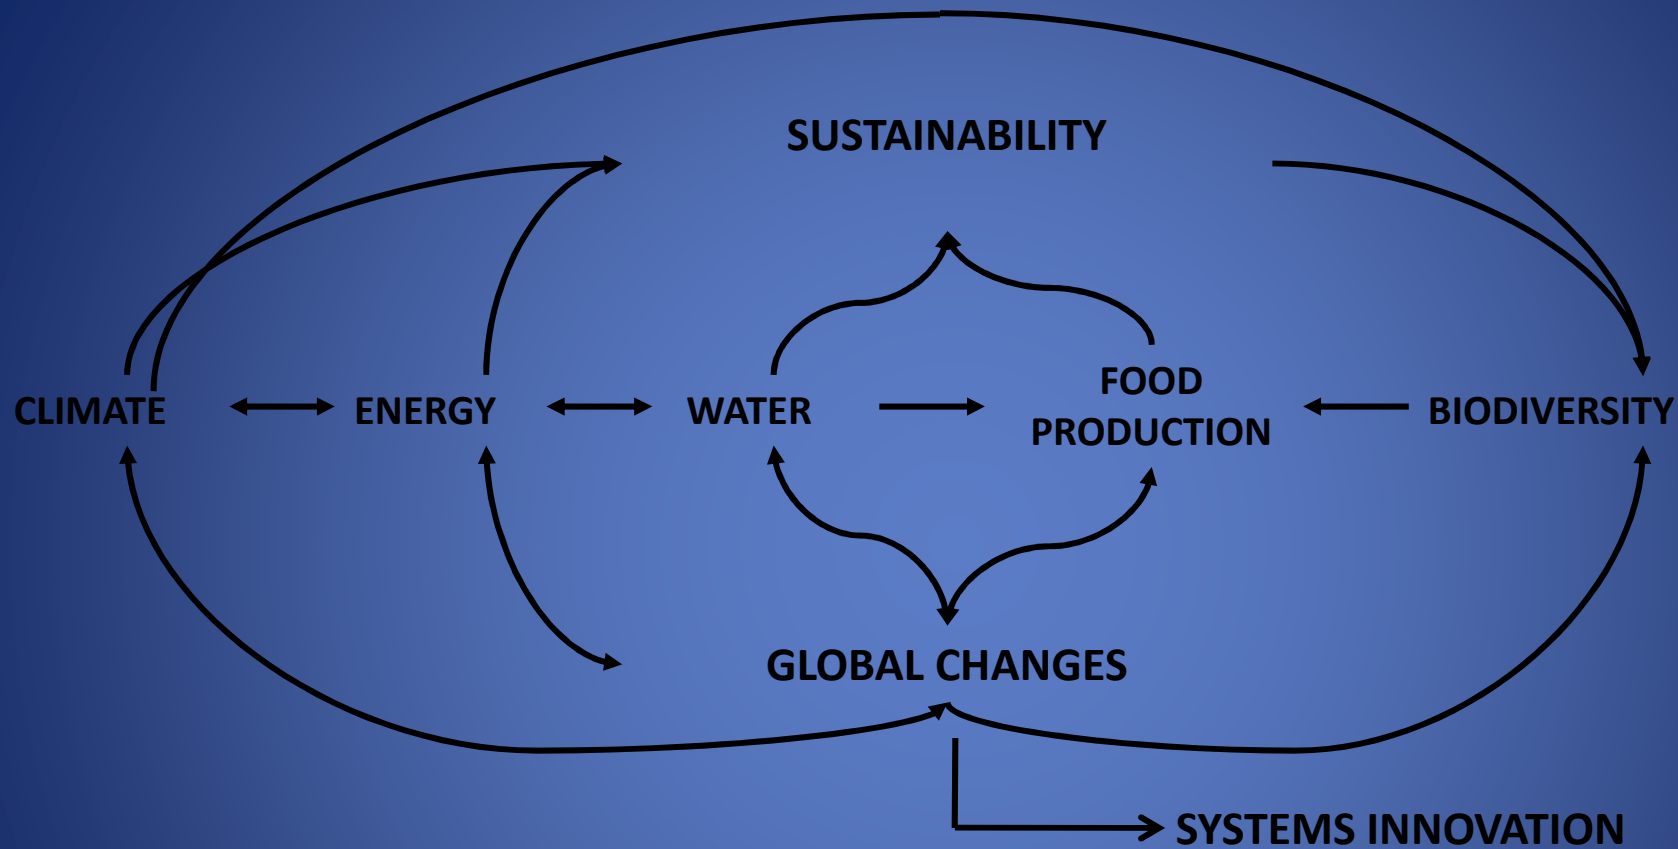 SUSTAINABILITY
CLIMATE
ENERGY
WATER
FOOD
PRODUCTION
BIODIVERSITY
GLOBAL CHANGES
SYSTEMS INNOVATION